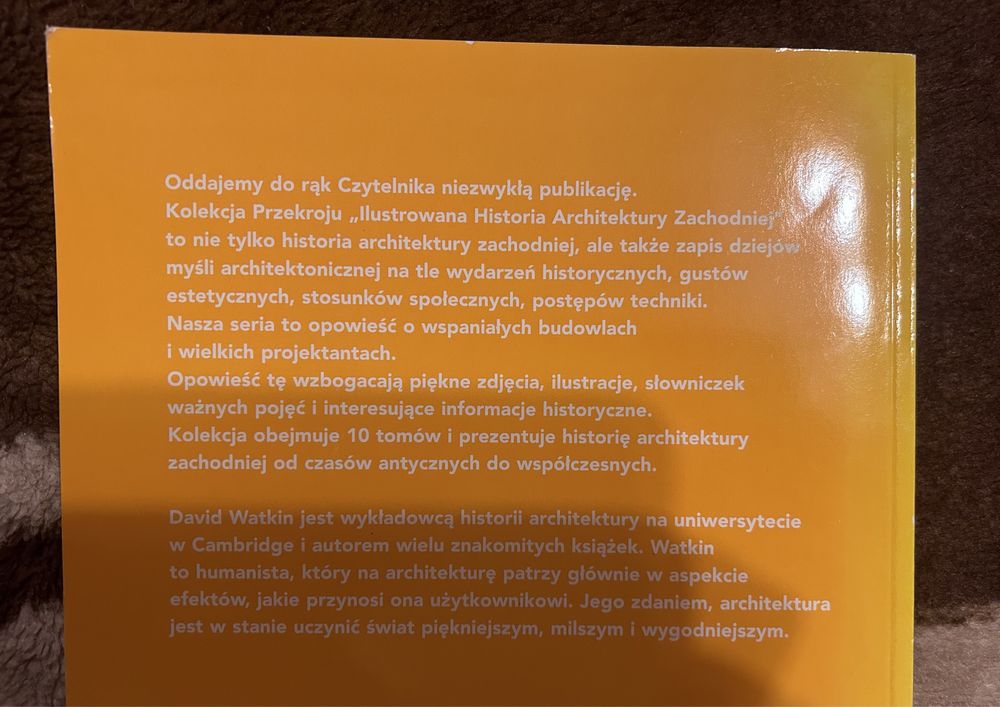 Oddajemy do rąk Czytelnika niezwykłą publikację.
Kolekcja Przekroju „Ilustrowana Historia Architektury Zachodniej"
to nie tylko historia architektury zachodniej, ale także zapis dziejów
myśli architektonicznej na tle wydarzeń historycznych, gustów
estetycznych, stosunków społecznych, postępów techniki.
Nasza seria to opowieść o wspaniałych budowlach
i wielkich projektantach.
Opowieść tę wzbogacają piękne zdjęcia, ilustracje, słowniczek
ważnych pojęć i interesujące informacje historyczne.
Kolekcja obejmuje 10 tomów i prezentuje historię architektury
zachodniej od czasów antycznych do współczesnych.
David Watkin jest wykładowcą historii architektury na uniwersytecie
w Cambridge i autorem wielu znakomitych książek. Watkin
to humanista, który na architekturę patrzy głównie w aspekcie
efektów, jakie przynosi ona użytkownikowi. Jego zdaniem, architektura
jest w stanie uczynić świat piękniejszym, milszym i wygodniejszym.